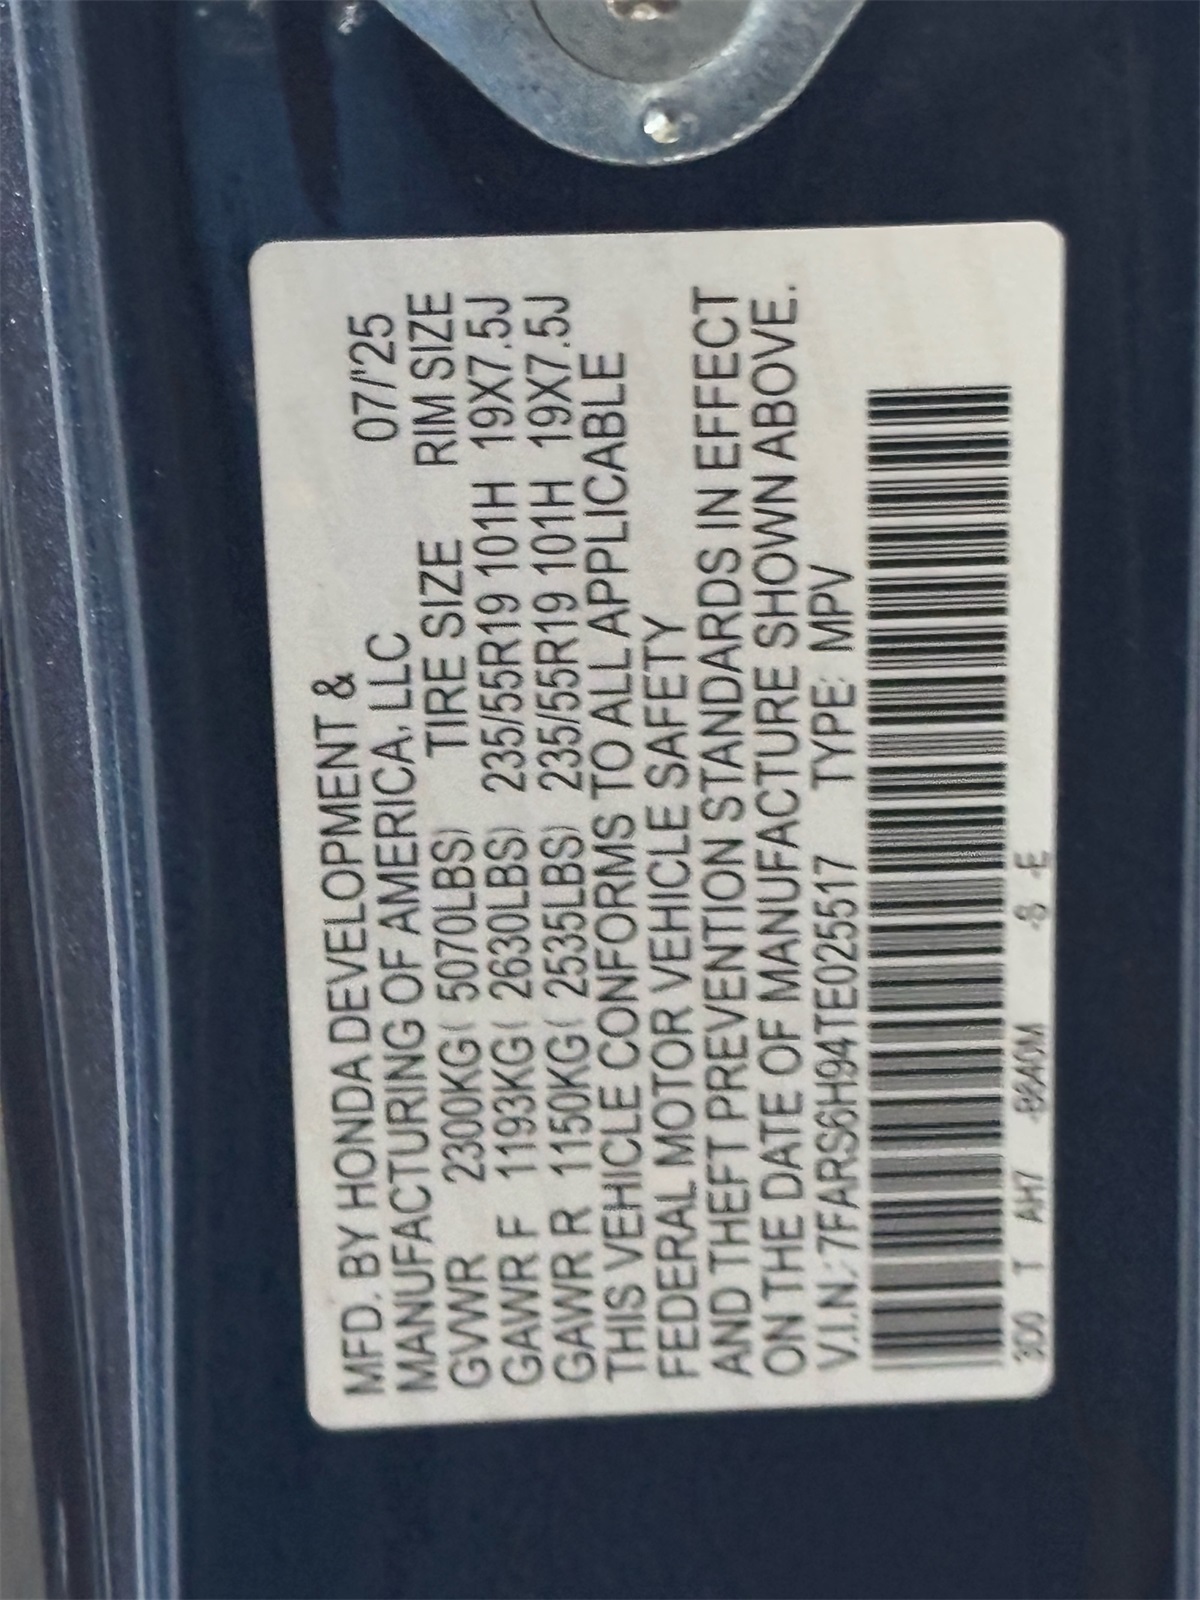 MFD. BY HONDA DEVELOPMENT &
MANUFACTURING OF AMERICA, LLC 07/'25
TIRE SIZE RIM SIZE
GVWR 2300KG( 5070LBS) 235/55R19 101H 19X7.5J
GAWR F 1193KG( 2630LBS) 235/55R19 101H 19X7.5J
GAWR R 1150KG( 2535LBS)
THIS VEHICLE CONFORMS TO ALL APPLICABLE
FEDERAL MOTOR VEHICLE SAFETY
AND THEFT PREVENTION STANDARDS IN EFFECT
ON THE DATE OF MANUFACTURE SHOWN ABOVE.
V.I.N.:7FARS6H94TE025517 TYPE: MPV
3C0 T AH7 -8 -E